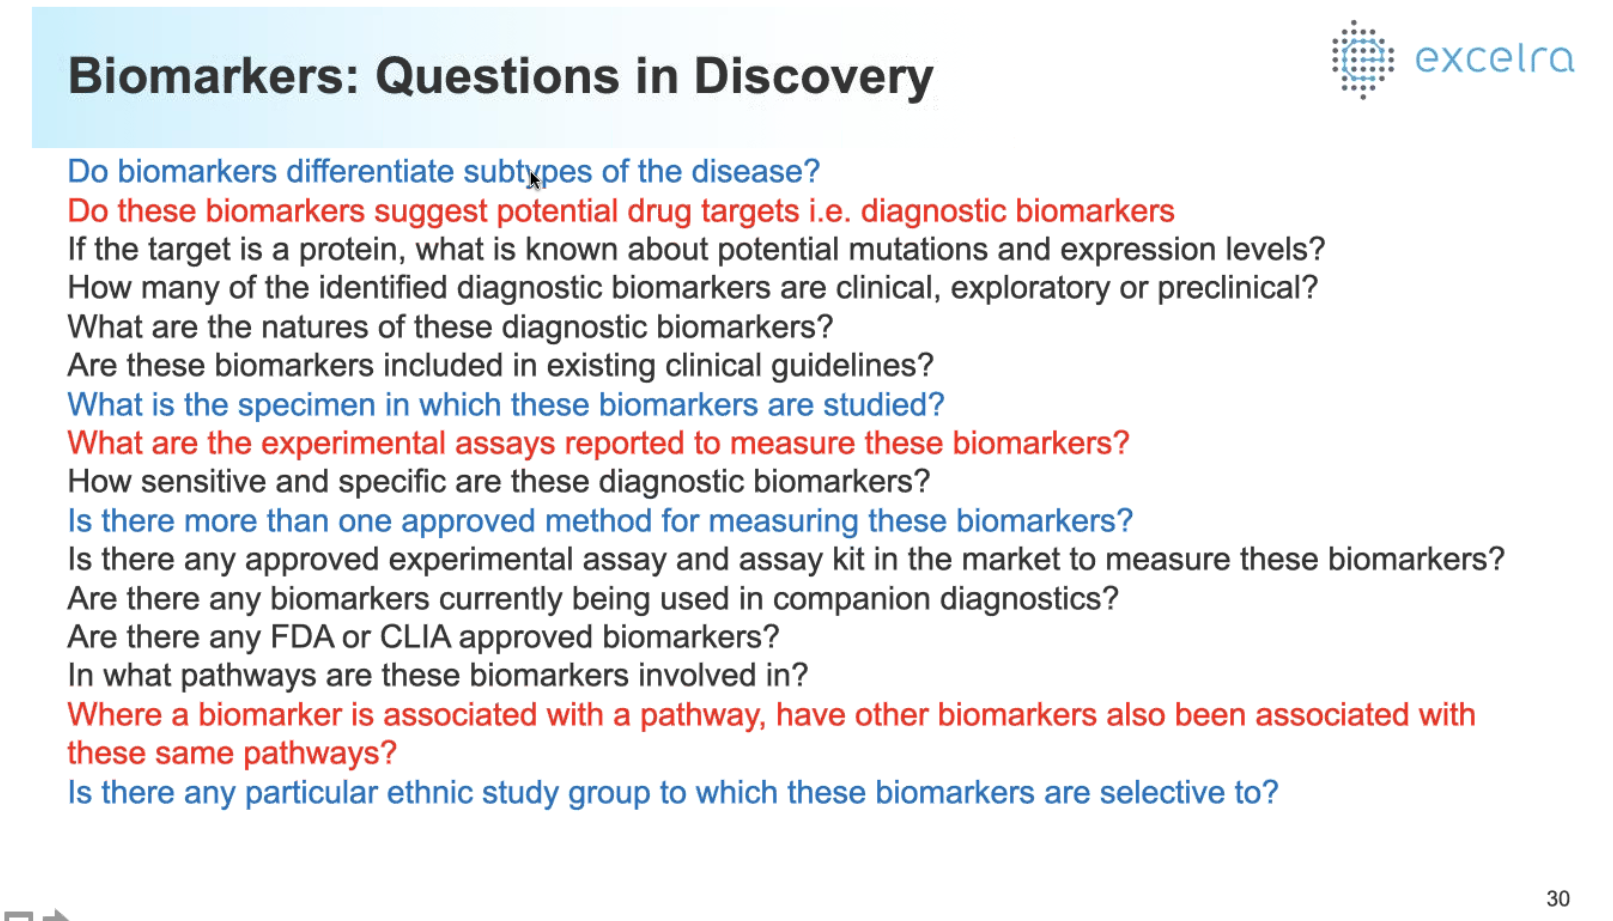 Biomarkers: Questions in Discovery
excelra
Do biomarkers differentiate subtypes of the disease?
Do these biomarkers suggest potential drug targets i.e. diagnostic biomarkers
If the target is a protein, what is known about potential mutations and expression levels?
How many of the identified diagnostic biomarkers are clinical, exploratory or preclinical?
What are the natures of these diagnostic biomarkers?
Are these biomarkers included in existing clinical guidelines?
What is the specimen in which these biomarkers are studied?
What are the experimental assays reported to measure these biomarkers?
How sensitive and specific are these diagnostic biomarkers?
Is there more than one approved method for measuring these biomarkers?
Is there any approved experimental assay and assay kit in the market to measure these biomarkers?
Are there any biomarkers currently being used in companion diagnostics?
Are there any FDA or CLIA approved biomarkers?
In what pathways are these biomarkers involved in?
Where a biomarker is associated with a pathway, have other biomarkers also been associated with
these same pathways?
Is there any particular ethnic study group to which these biomarkers are selective to?
30